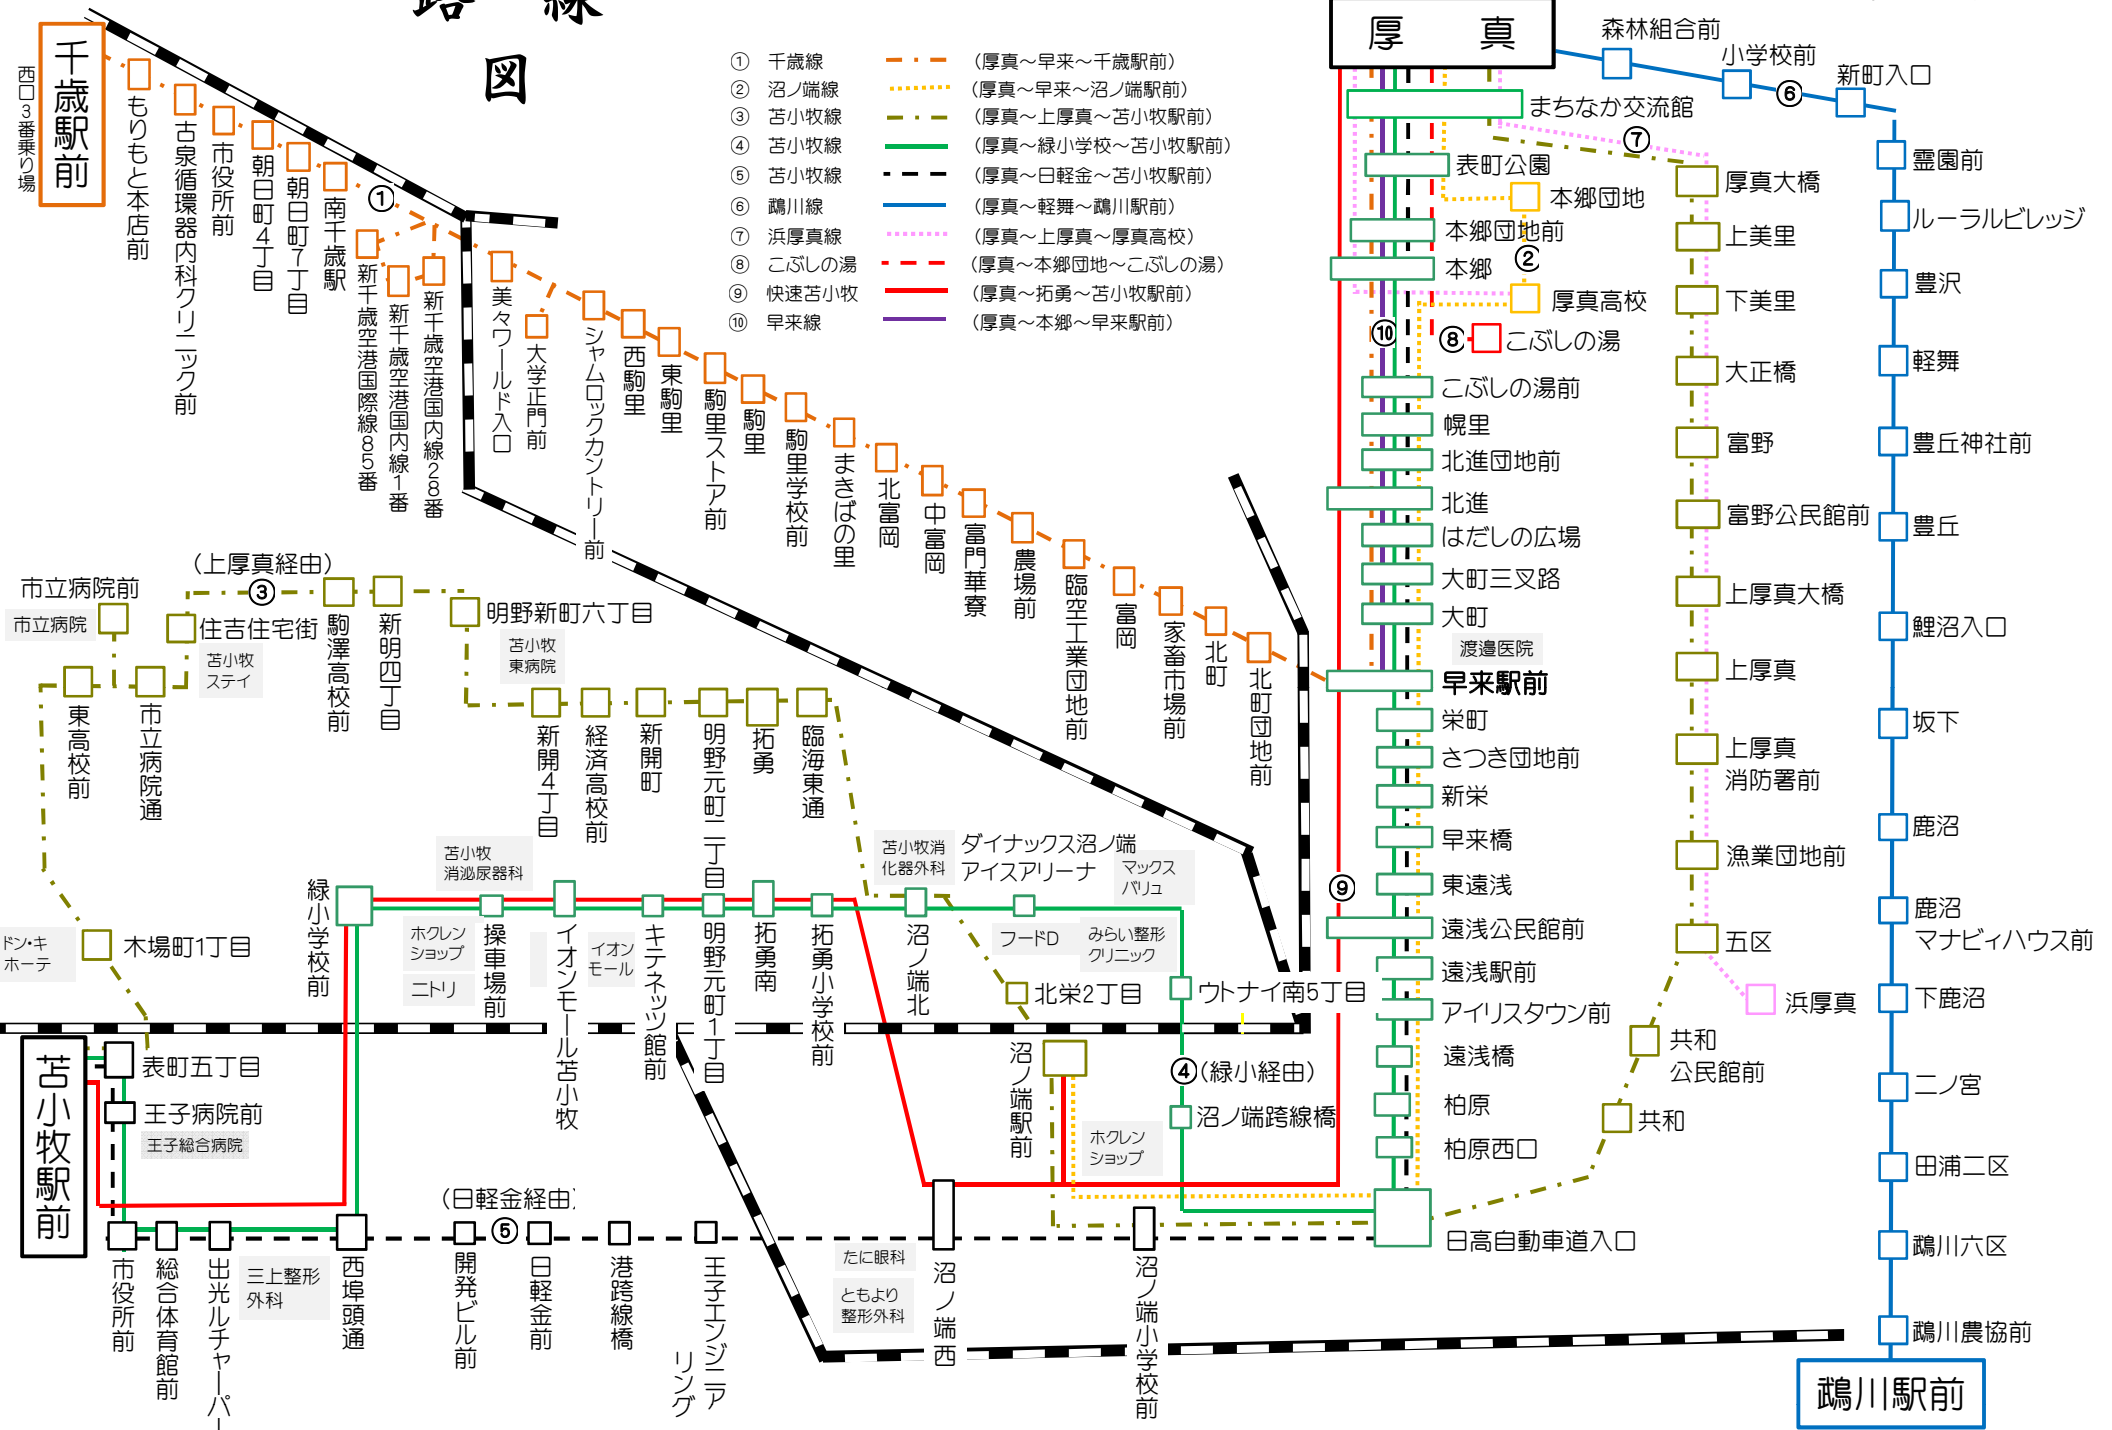 路線
図
千歳駅前
西口3番乗り場
もりもと本店前
古泉循環器内科クリニック前
市役所前
朝日町4丁目
朝日町7丁目
南千歳駅
①
新千歳空港国際線85番
新千歳空港国内線1番
新千歳空港国内線28番
美々ワールド入口
大学正門前
シャムロックカントリー前
西駒里
東駒里
駒里ストア前
駒里
駒里学校前
まきばの里
北富岡
中富岡
富門華寮
農場前
臨空工業団地前
富岡
家畜市場前
北町
北町団地前
① 千歳線 (厚真～早来～千歳駅前)
② 沼ノ端線 (厚真～早来～沼ノ端駅前)
③ 苫小牧線 (厚真～上厚真～苫小牧駅前)
④ 苫小牧線 (厚真～緑小学校～苫小牧駅前)
⑤ 苫小牧線 (厚真～日軽金～苫小牧駅前)
⑥ 鵡川線 (厚真～軽舞～鵡川駅前)
⑦ 浜厚真線 (厚真～上厚真～厚真高校)
⑧ こぶしの湯 (厚真～本郷団地～こぶしの湯)
⑨ 快速苫小牧 (厚真～拓勇～苫小牧駅前)
⑩ 早来線 (厚真～本郷～早来駅前)
厚真
まちなか交流館
表町公園
本郷団地
本郷団地前
本郷
②
厚真高校
⑩
⑧
こぶしの湯
こぶしの湯前
幌里
北進団地前
北進
はだしの広場
大町三叉路
大町
渡邉医院
早来駅前
栄町
さつき団地前
新栄
早来橋
東遠浅
⑨
遠浅公民館前
遠浅駅前
アイリスタウン前
遠浅橋
柏原
柏原西口
日高自動車道入口
森林組合前
小学校前
⑥
新町入口
霊園前
ルーラルビレッジ
豊沢
軽舞
豊丘神社前
豊丘
鯉沼入口
坂下
鹿沼
鹿沼
マナビィハウス前
下鹿沼
二ノ宮
田浦二区
鵡川六区
鵡川農協前
鵡川駅前
⑦
厚真大橋
上美里
下美里
大正橋
富野
富野公民館前
上厚真大橋
上厚真
上厚真
消防署前
漁業団地前
五区
浜厚真
共和
公民館前
共和
(上厚真経由)
③
市立病院前
市立病院
住吉住宅街
苫小牧
ステイ
駒澤高校前
新明四丁目
明野新町六丁目
苫小牧
東病院
東高校前
市立病院通
新開4丁目
経済高校前
新開町
明野元町二丁目
拓勇
臨海東通
木場町1丁目
ドン・キ
ホーテ
緑小学校前
苫小牧
消泌尿器科
ホクレン
ショップ
ニトリ
操車場前
イオンモール苫小牧
イオン
モール
キテネッツ館前
明野元町1丁目
拓勇南
拓勇小学校前
苫小牧消
化器外科
沼ノ端北
ダイナックス沼ノ端
アイスアリーナ
マックス
バリュ
フードD
みらい整形
クリニック
北栄2丁目
ウトナイ南5丁目
沼ノ端駅前
④(緑小経由)
沼ノ端跨線橋
ホクレン
ショップ
苫小牧駅前
表町五丁目
王子病院前
王子総合病院
市役所前
総合体育館前
出光ルチャーパー
三上整形
外科
西埠頭通
(日軽金経由)
⑤
開発ビル前
日軽金前
港跨線橋
王子エンジニア
リング
たに眼科
ともより
整形外科
沼ノ端西
沼ノ端小学校前